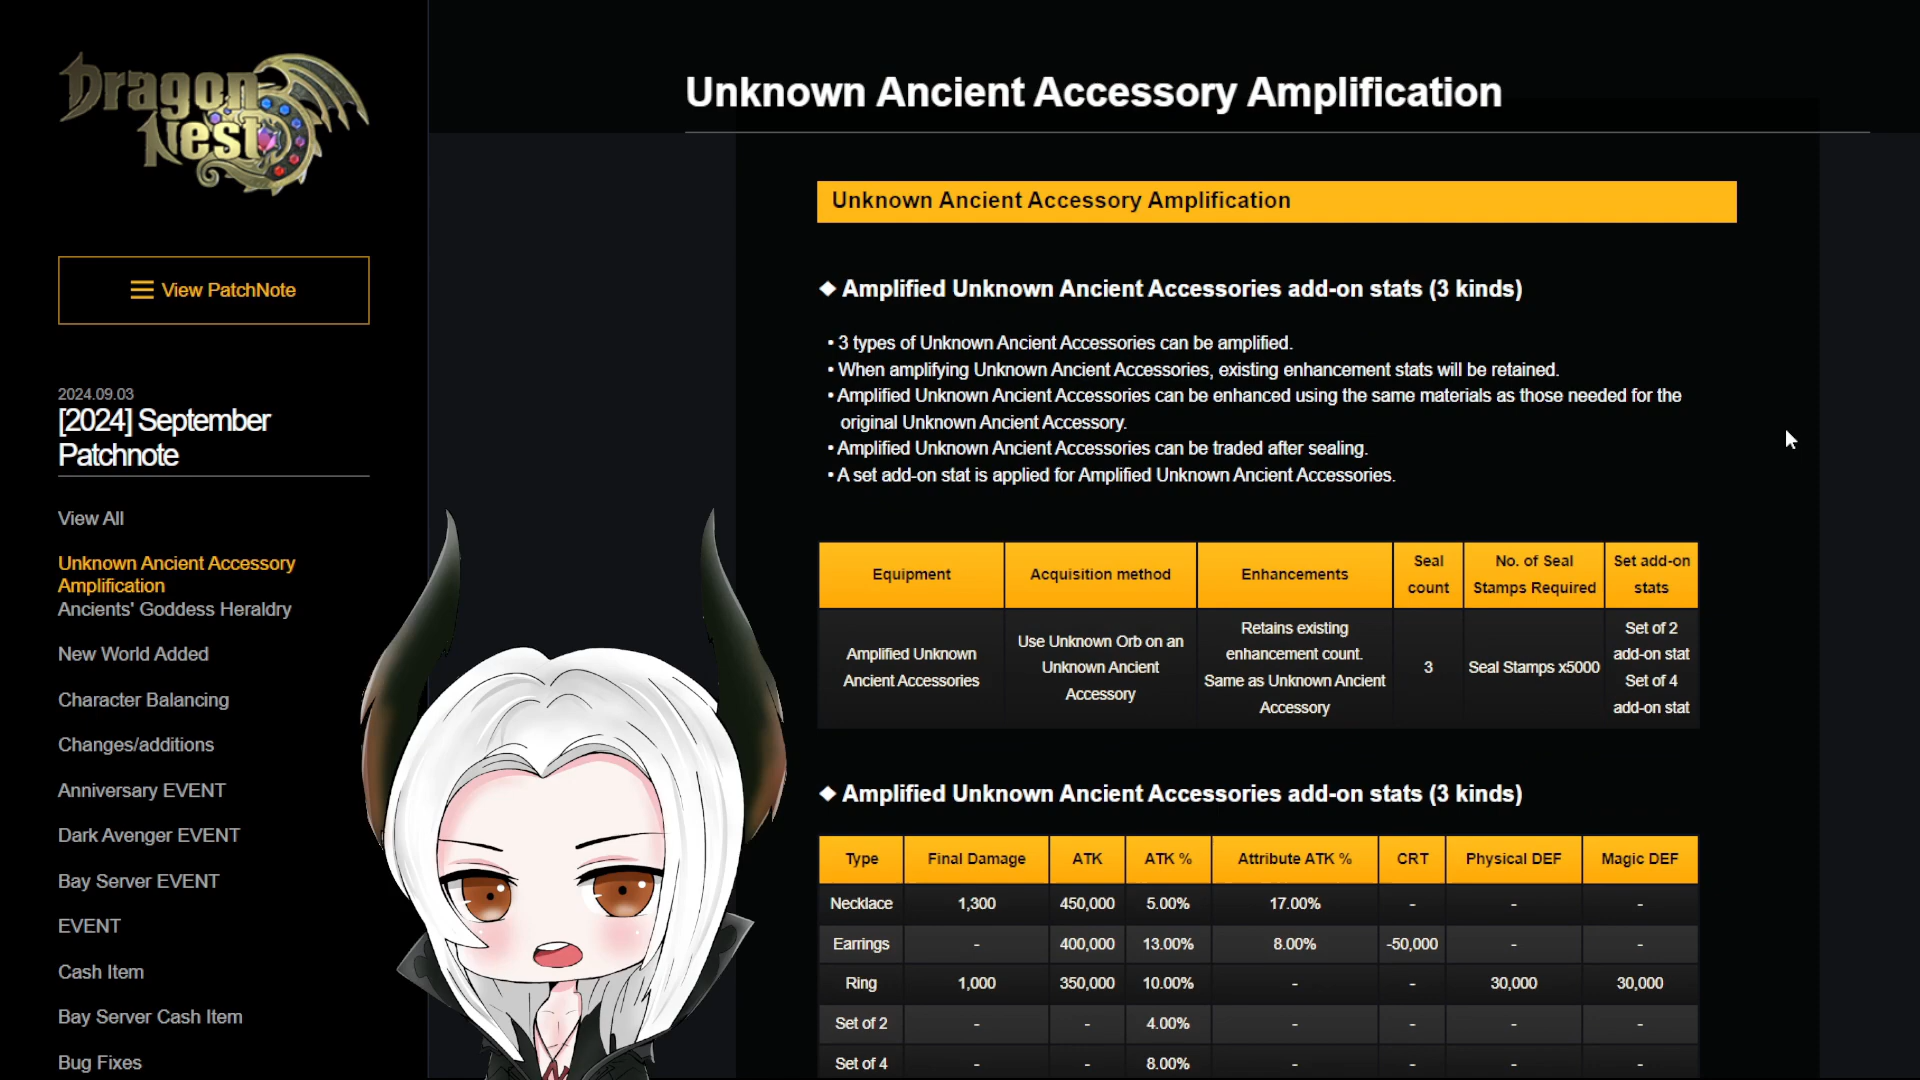 Dragon
Nest
View PatchNote
2024.09.03
[2024] September
Patchnote
View All
Unknown Ancient Accessory
Amplification
Ancients' Goddess Heraldry
New World Added
Character Balancing
Changes/additions
Anniversary EVENT
Dark Avenger EVENT
Bay Server EVENT
EVENT
Cash Item
Bay Server Cash Item
Bug Fixes
Unknown Ancient Accessory Amplification
Unknown Ancient Accessory Amplification
◆ Amplified Unknown Ancient Accessories add-on stats (3 kinds)
• 3 types of Unknown Ancient Accessories can be amplified.
• When amplifying Unknown Ancient Accessories, existing enhancement stats will be retained.
• Amplified Unknown Ancient Accessories can be enhanced using the same materials as those needed for the
original Unknown Ancient Accessory.
• Amplified Unknown Ancient Accessories can be traded after sealing.
• A set add-on stat is applied for Amplified Unknown Ancient Accessories.
Equipment
Acquisition method
Enhancements
Seal
count
No. of Seal
Stamps Required
Set add-on
stats
Amplified Unknown
Ancient Accessories
Use Unknown Orb on an
Unknown Ancient
Accessory
Retains existing
enhancement count.
Same as Unknown Ancient
Accessory
3
Seal Stamps x5000
Set of 2
add-on stat
Set of 4
add-on stat
◆ Amplified Unknown Ancient Accessories add-on stats (3 kinds)
Type Final Damage ATK ATK % Attribute ATK % CRT Physical DEF Magic DEF
Necklace 1,300 450,000 5.00% 17.00% - - -
Earrings - 400,000 13.00% 8.00% -50,000 - -
Ring 1,000 350,000 10.00% - - 30,000 30,000
Set of 2 - - 4.00% - - - -
Set of 4 - - 8.00% - - - -